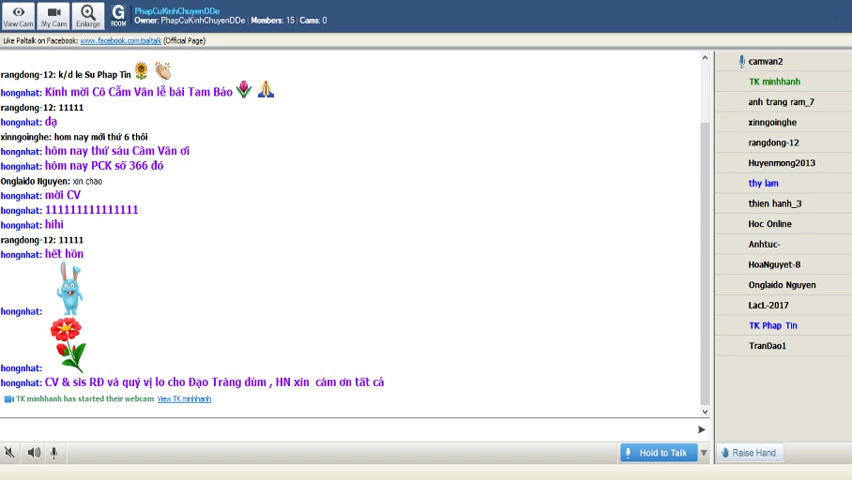 View Cam
My Cam
Enlarge
G ROOM
PhapCuKinhChuyenDDe
Owner: PhapCuKinhChuyenDDe | Members: 15 | Cams: 0
Like Paltalk on Facebook: www.facebook.com/paltalk (Official Page)
rangdong-12: k/d le Su Phap Tin
hongnhat: Kính mời Cô Cẫm Vân lễ bái Tam Bảo
rangdong-12: 11111
hongnhat: dạ
xinngoinghe: hom nay mới thứ 6 thôi
hongnhat: hôm nay thứ sáu Câm Vân ơi
hongnhat: hôm nay PCK số 366 đó
Onglaido Nguyen: xin chao
hongnhat: mời CV
hongnhat: 111111111111111
hongnhat: hihi
rangdong-12: 11111
hongnhat: hết hồn
hongnhat:
hongnhat:
hongnhat: CV & sis RĐ và quý vị lo cho Đạo Tràng dùm , HN xin cám ơn tất cả
TK minhhanh has started their webcam View TK minhhanh
Hold to Talk
camvan2
TK minhhanh
anh trang ram_7
xinngoinghe
rangdong-12
Huyenmong2013
thy lam
thien hanh_3
Hoc Online
Anhtuc-
HoaNguyet-8
Onglaido Nguyen
LacL-2017
TK Phap Tin
TranDao1
Raise Hand